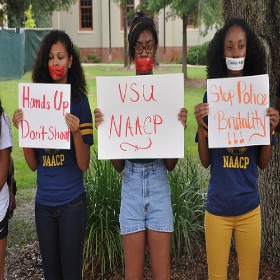 Hands Up
Don't Shoot
NAACP
VSU
NAACP
Stop Police
Brutality
!!!
NAACP